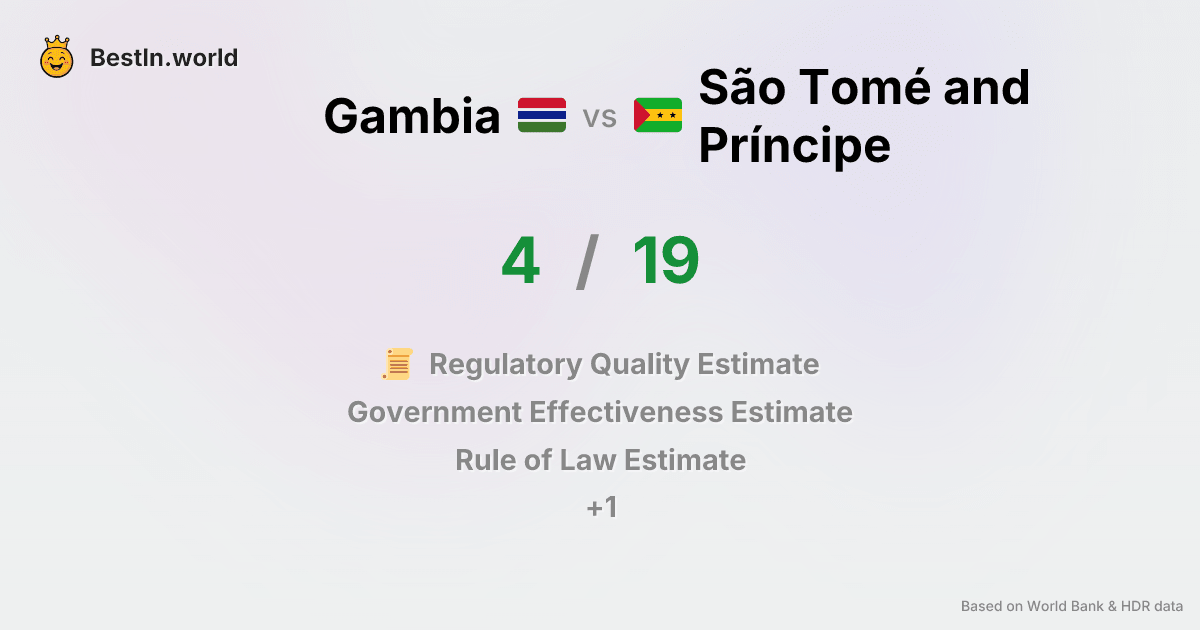 BestIn.world
Gambia vs São Tomé and
Príncipe
4 / 19
Regulatory Quality Estimate
Government Effectiveness Estimate
Rule of Law Estimate
+1
Based on World Bank & HDR data